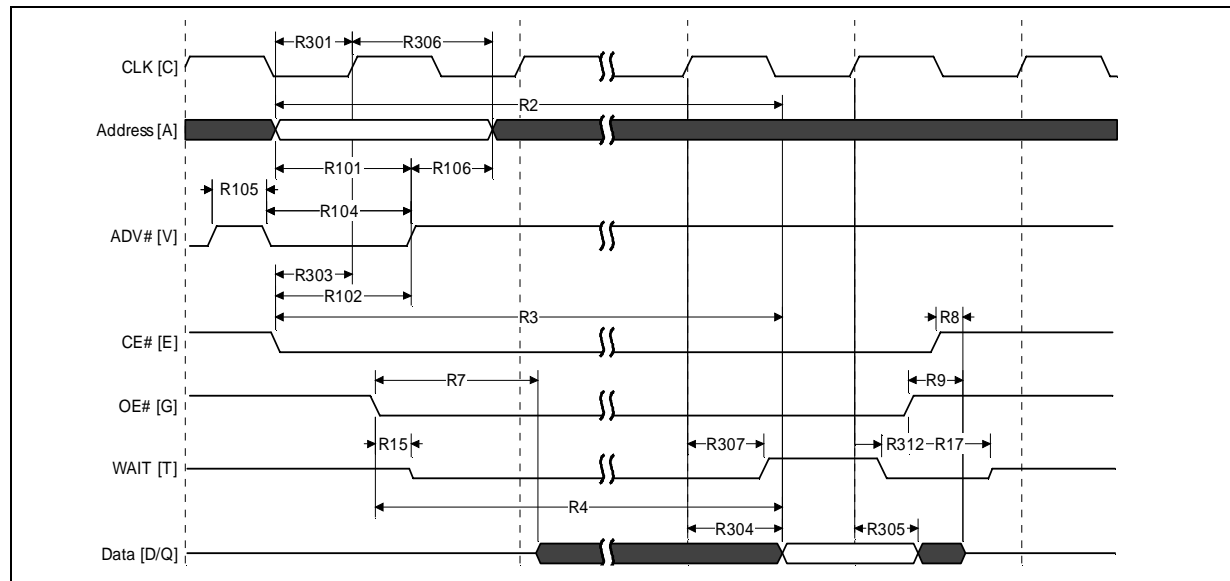 R301 R306
CLK [C]
R2
Address [A]
R101 R106
R105
R104
ADV# [V]
R303
R102
R3
R8
CE# [E]
R7 R9
OE# [G]
R15 R307 R312 R17
WAIT [T]
R4
R304 R305
Data [D/Q]